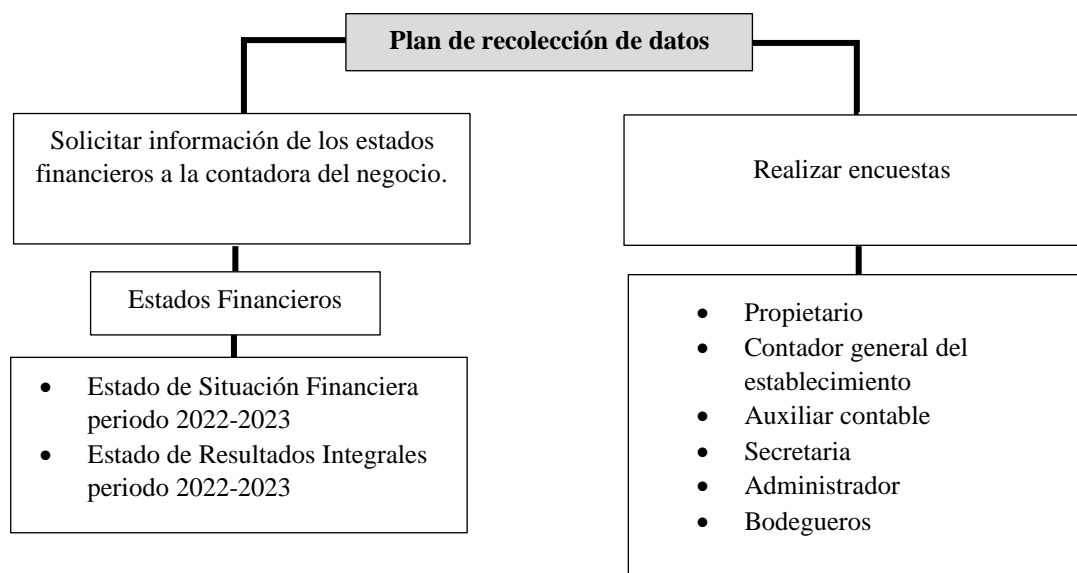 Plan de recolección de datos
Solicitar información de los estados
financieros a la contadora del negocio.
Estados Financieros
• Estado de Situación Financiera
periodo 2022-2023
• Estado de Resultados Integrales
periodo 2022-2023
Realizar encuestas
• Propietario
• Contador general del
establecimiento
• Auxiliar contable
• Secretaria
• Administrador
• Bodegueros